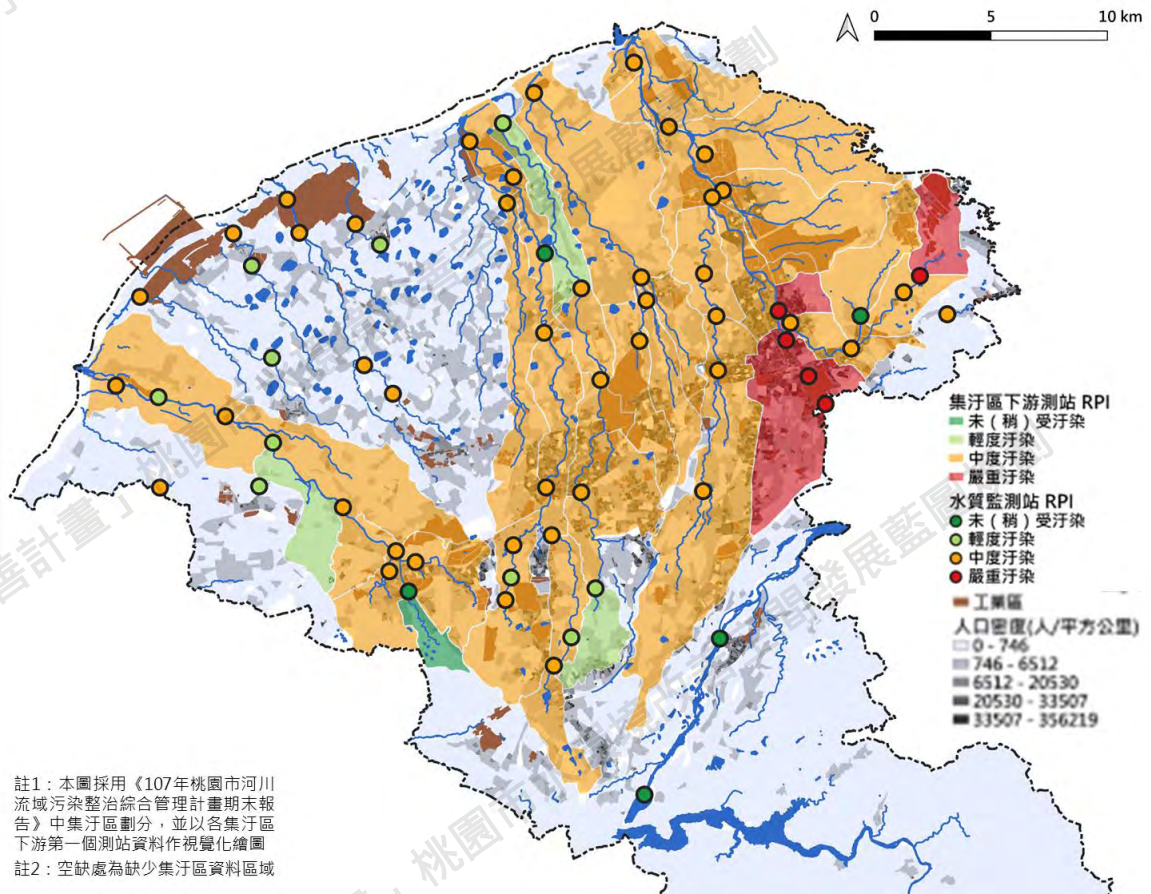 0 5 10 km
集汙區下游測站 RPI
未（稍）受汙染
輕度汙染
中度汙染
嚴重汙染
水質監測站 RPI
未（稍）受汙染
輕度汙染
中度汙染
嚴重汙染
工業區
人口密度(人/平方公里)
0 - 746
746 - 6512
6512 - 20530
20530 - 33507
33507 - 356219
註1：本圖採用《107年桃園市河川
流域污染整治綜合管理計畫期末報
告》中集汙區劃分，並以各集汙區
下游第一個測站資料作視覺化繪圖
註2：空缺處為缺少集汙區資料區域